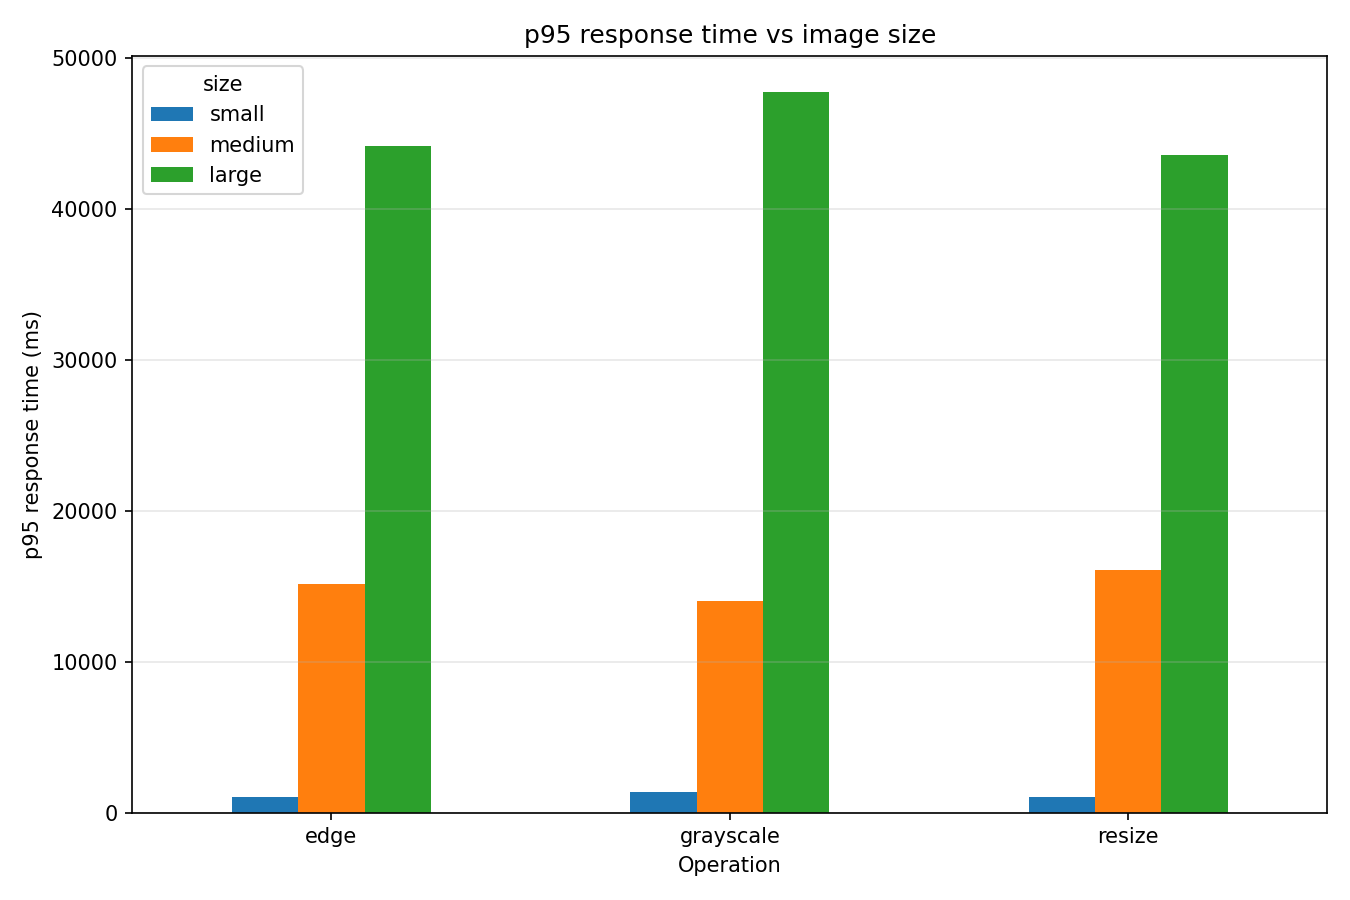 p95 response time vs image size
50000
40000
30000
20000
10000
0
p95 response time (ms)
size
small
medium
large
edge
grayscale
resize
Operation